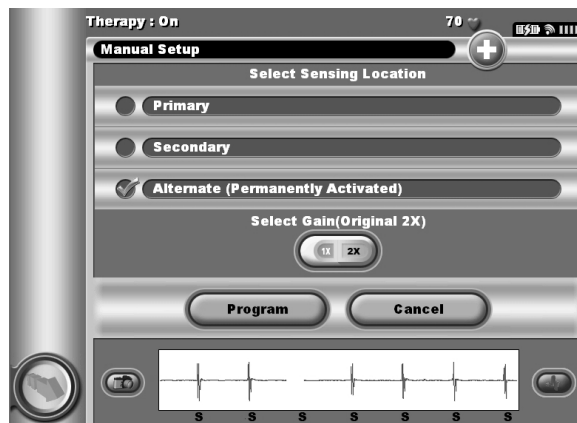 Therapy : On 70
Manual Setup
Select Sensing Location
Primary
Secondary
Alternate (Permanently Activated)
Select Gain(Original 2X)
1X 2X
Program Cancel
S S S S S S S